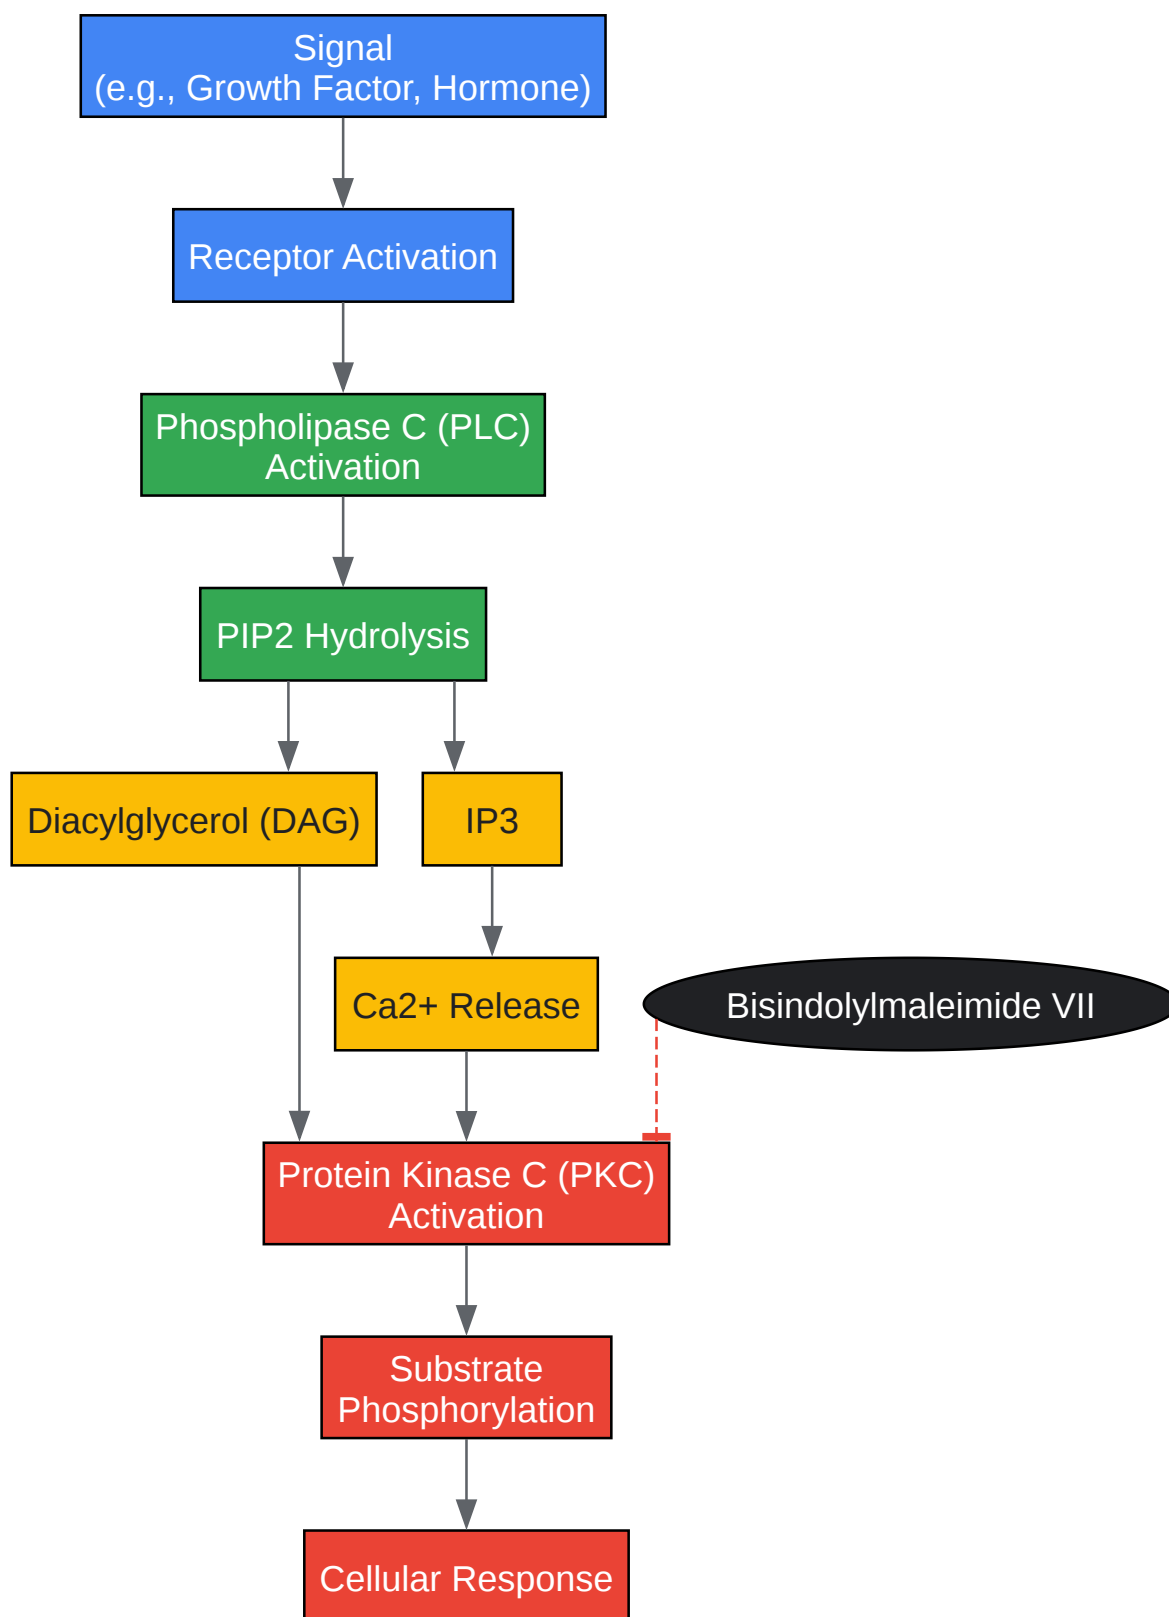 Signal
(e.g., Growth Factor, Hormone)
Receptor Activation
Phospholipase C (PLC)
Activation
PIP2 Hydrolysis
Diacylglycerol (DAG)
IP3
Ca2+ Release
Bisindolylmaleimide VII
Protein Kinase C (PKC)
Activation
Substrate
Phosphorylation
Cellular Response